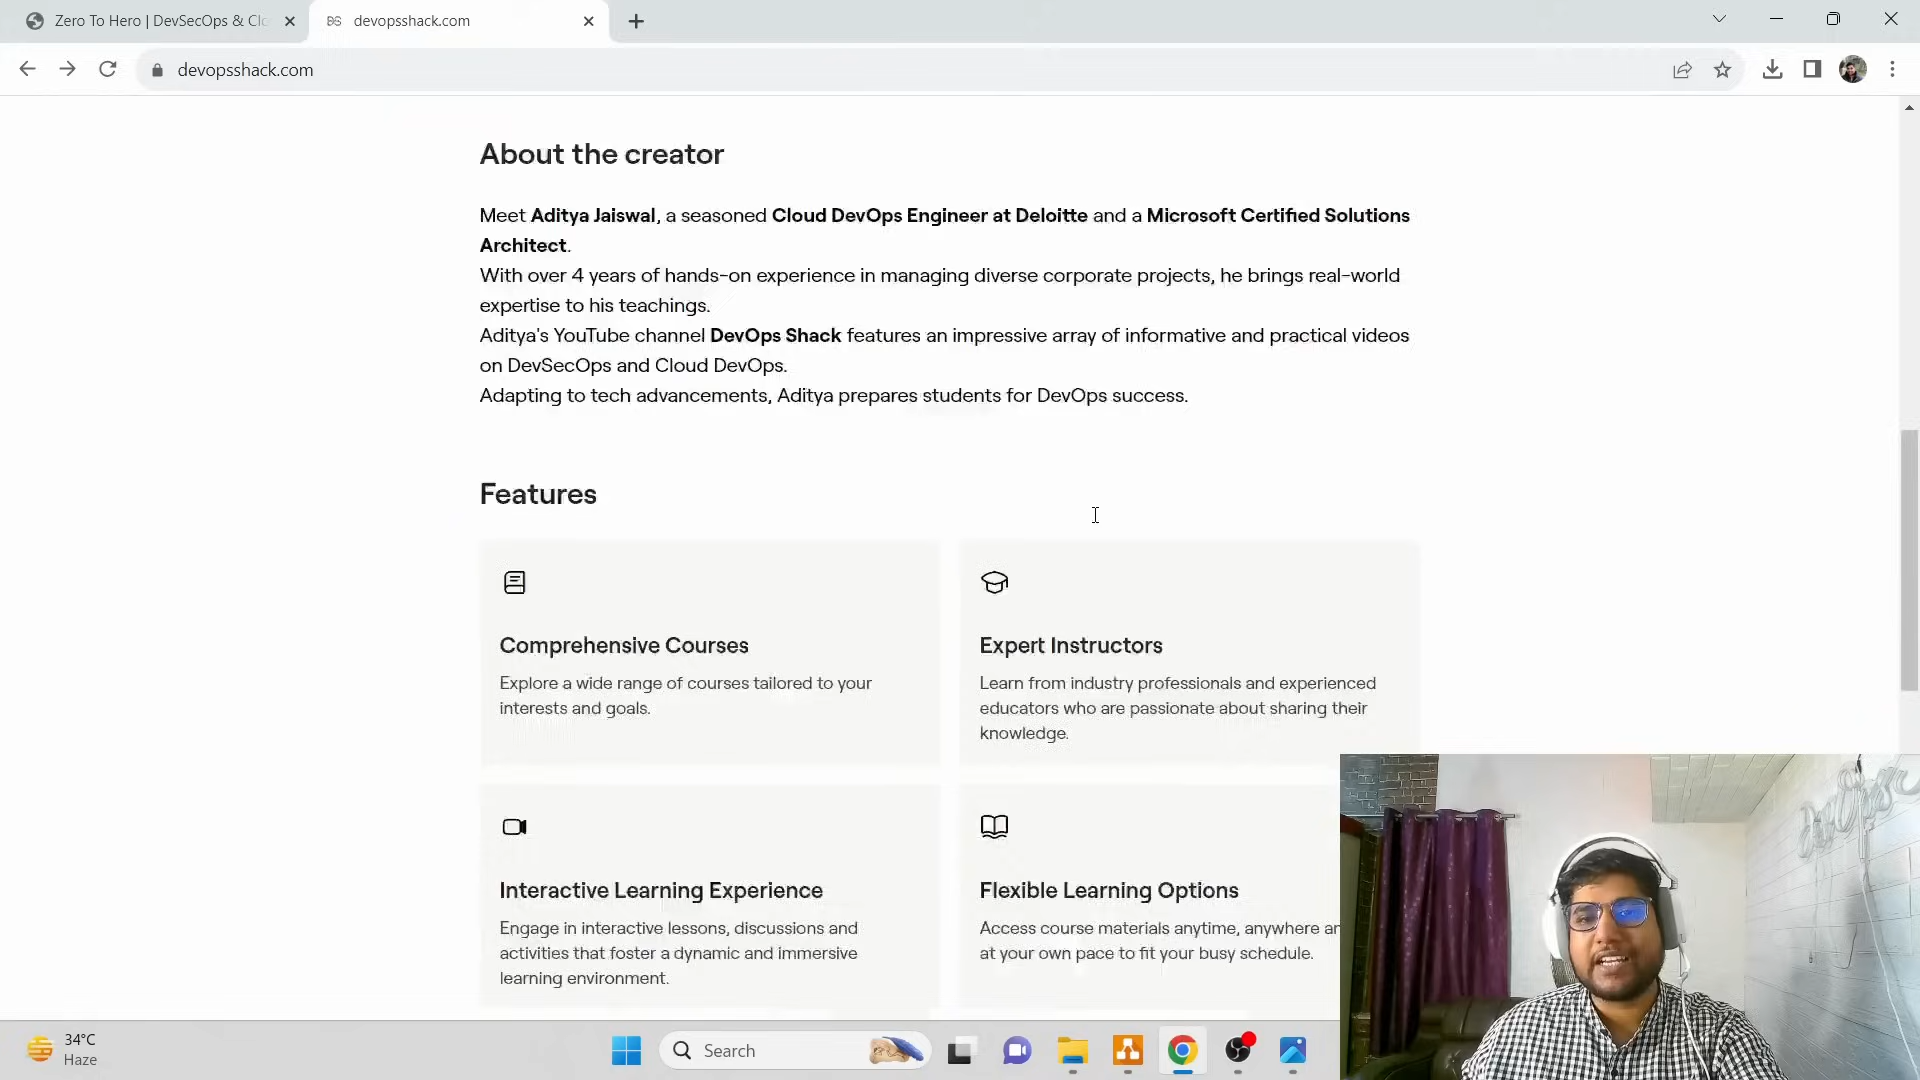 Zero To Hero | DevSecOps & Clo
devopsshack.com
devopsshack.com
About the creator
Meet Aditya Jaiswal, a seasoned Cloud DevOps Engineer at Deloitte and a Microsoft Certified Solutions
Architect.
With over 4 years of hands-on experience in managing diverse corporate projects, he brings real-world
expertise to his teachings.
Aditya's YouTube channel DevOps Shack features an impressive array of informative and practical videos
on DevSecOps and Cloud DevOps.
Adapting to tech advancements, Aditya prepares students for DevOps success.
Features
Comprehensive Courses
Explore a wide range of courses tailored to your
interests and goals.
Expert Instructors
Learn from industry professionals and experienced
educators who are passionate about sharing their
knowledge.
Interactive Learning Experience
Engage in interactive lessons, discussions and
activities that foster a dynamic and immersive
learning environment.
Flexible Learning Options
Access course materials anytime, anywhere an
at your own pace to fit your busy schedule.
34°C
Haze
Search